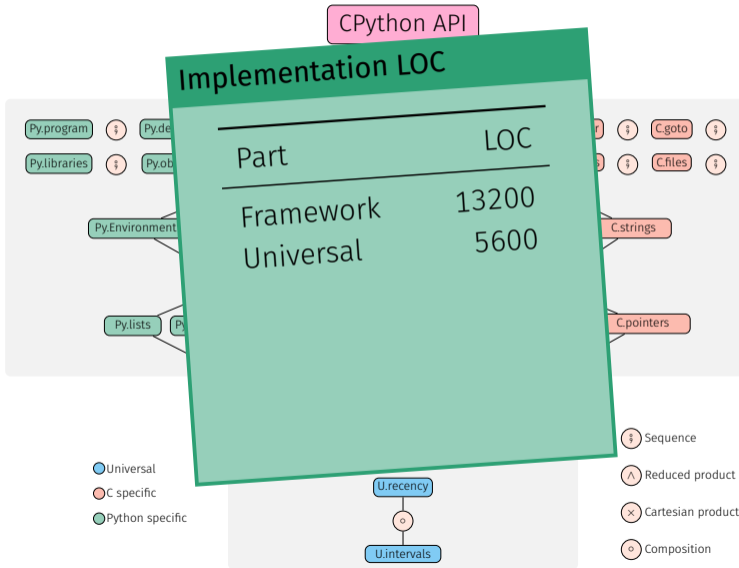 CPython API
Implementation LOC
Part LOC
Framework 13200
Universal 5600
Py.program ;
C.goto ;
Py.libraries ;
; C.files ;
Py.Environment
C.strings
Py.lists
C.pointers
Universal
C specific
Python specific
U.recency
∘
U.intervals
; Sequence
∧ Reduced product
× Cartesian product
∘ Composition